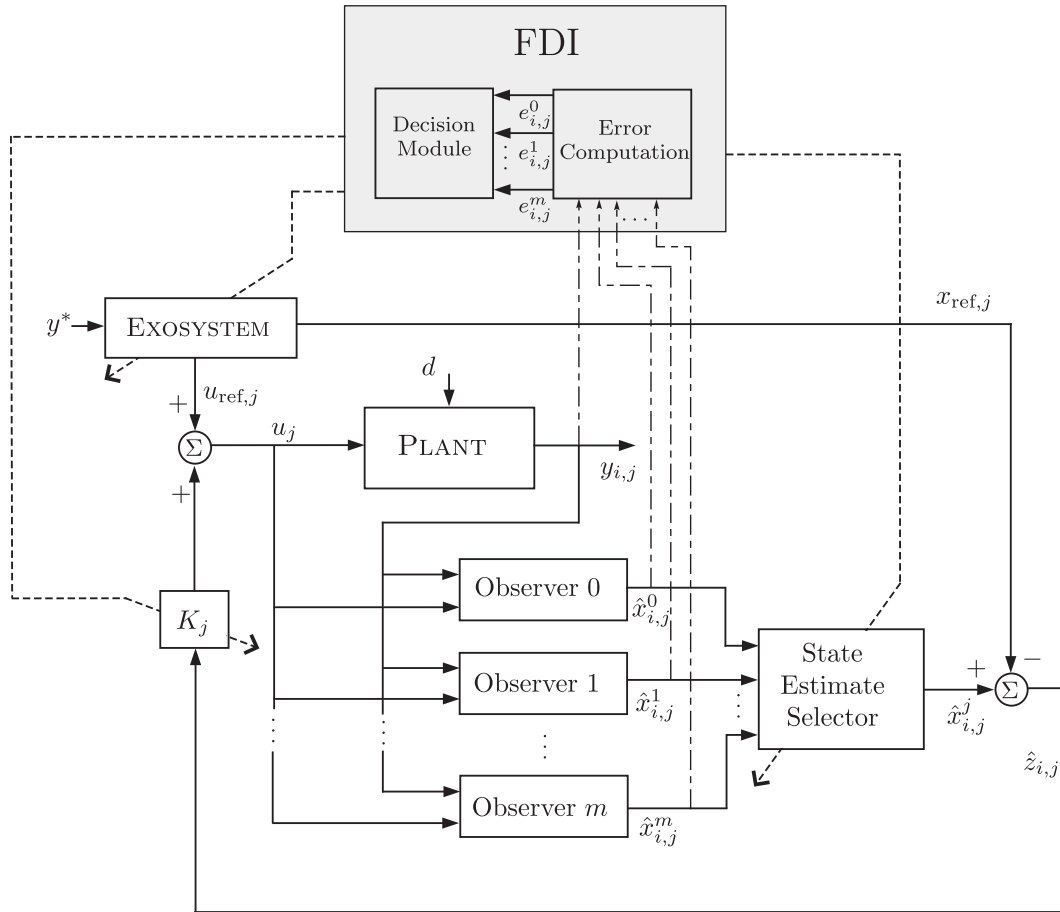 FDI
Decision
Module
Error
Computation
e^0_{i,j}
e^1_{i,j}
⋮
e^m_{i,j}
...
x_{ref,j}
y*
EXOSYSTEM
u_{ref,j}
+
d
Σ
u_j
PLANT
y_{i,j}
+
Observer 0
x̂^0_{i,j}
K_j
State
Estimate
Selector
Observer 1
x̂^1_{i,j}
⋮
+
−
Σ
x̂^j_{i,j}
⋮
⋮
⋮
ẑ_{i,j}
Observer m
x̂^m_{i,j}